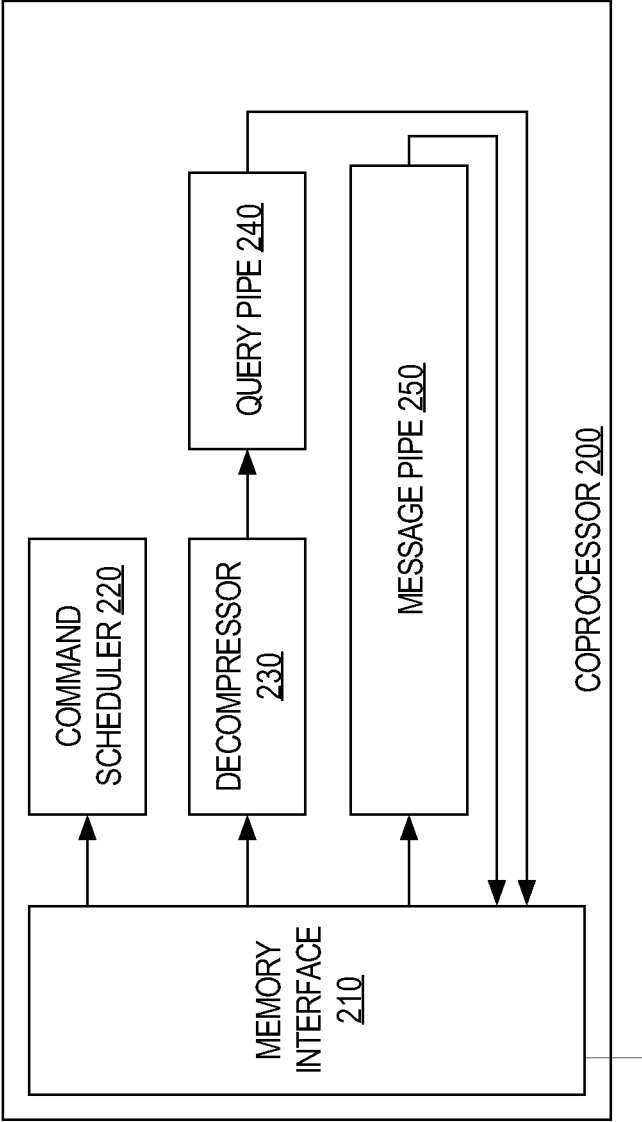 MEMORY
INTERFACE
210
COMMAND
SCHEDULER 220
DECOMPRESSOR
230
QUERY PIPE 240
MESSAGE PIPE 250
COPROCESSOR 200